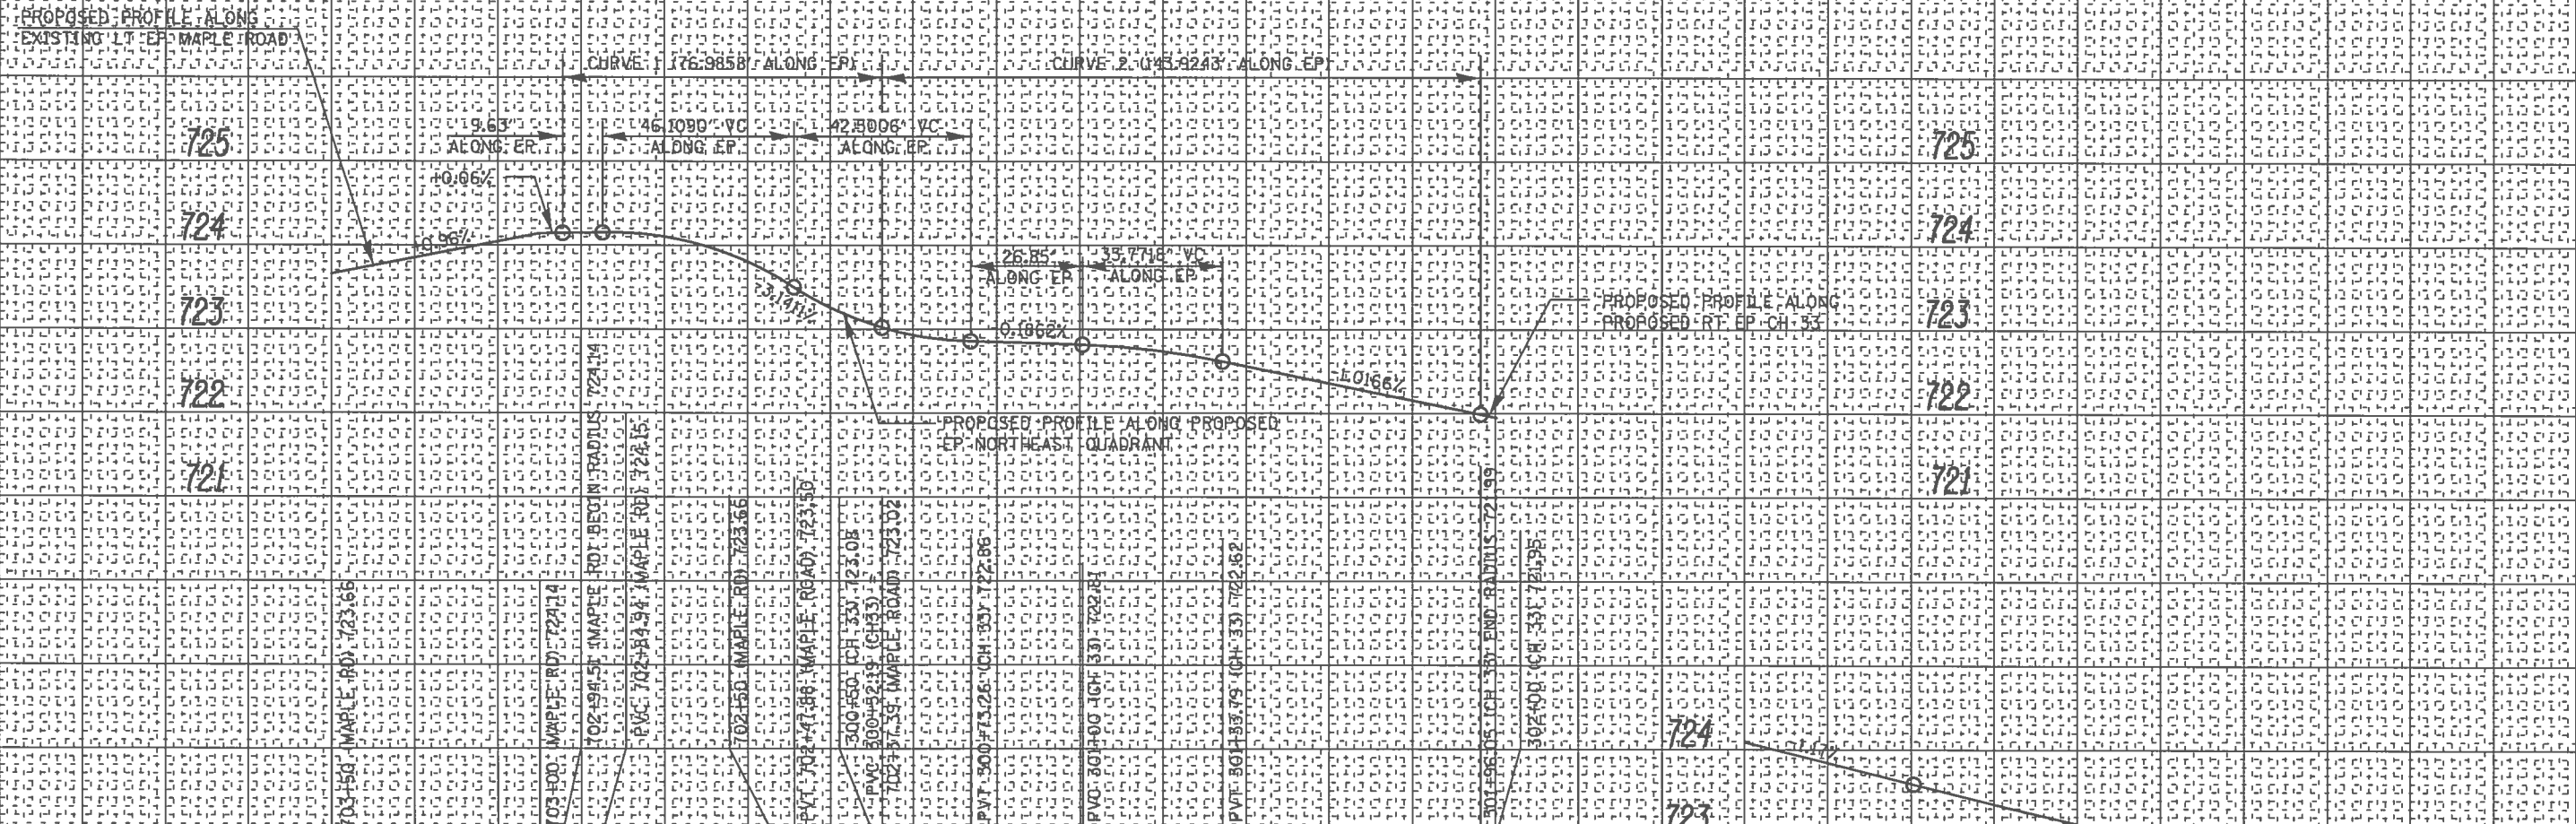 PROPOSED PROFILE ALONG
EXISTING LT EP MAPLE ROAD
CURVE 1 (76.9858' ALONG EP)
CURVE 2 (143.9243' ALONG EP)
9.63'
ALONG EP
46.1090' VC
ALONG EP
42.5006' VC
ALONG EP
725
725
+0.06%
724
+0.96%
724
26.85'
ALONG EP
33.7718' VC
ALONG EP
-3.1411%
723
-0.1862%
PROPOSED PROFILE ALONG
PROPOSED RT EP CH 33
723
722
-1.0166%
722
PROPOSED PROFILE ALONG PROPOSED
EP NORTHEAST QUADRANT
721
721
703+50 (MAPLE RD) 723.66
703+00 (MAPLE RD) 724.14
702+94.51 (MAPLE RD) BEGIN RADIUS 724.14
PVC 702+84.94 (MAPLE RD) 724.15
702+50 (MAPLE RD) 723.66
PVT 702+47.88 (MAPLE ROAD) 723.50
300+50 (CH 33) 723.08
PVC 300+52.19 (CH33) =
702+37.39 (MAPLE ROAD) 723.02
PVT 300+73.26 (CH 33) 722.86
PVC 301+00 (CH 33) 722.81
PVT 301+33.79 (CH 33) 722.62
301+96.05 (CH 33) END RADIUS 721.99
302+00 (CH 33) 721.95
724
-1.17%
723